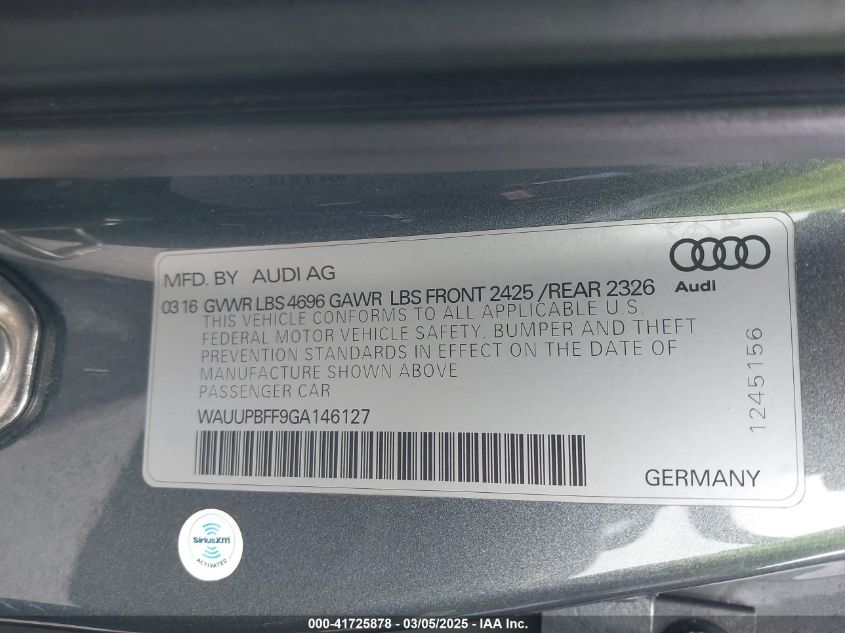 MFD. BY AUDI AG
Audi
03 16 GVWR LBS 4696 GAWR LBS FRONT 2425 /REAR 2326
THIS VEHICLE CONFORMS TO ALL APPLICABLE U.S.
FEDERAL MOTOR VEHICLE SAFETY, BUMPER AND THEFT
PREVENTION STANDARDS IN EFFECT ON THE DATE OF
MANUFACTURE SHOWN ABOVE
PASSENGER CAR
WAUUPBFF9GA146127
1245156
GERMANY
SiriusXM
ACTIVATED
000-41725878 - 03/05/2025 - IAA Inc.